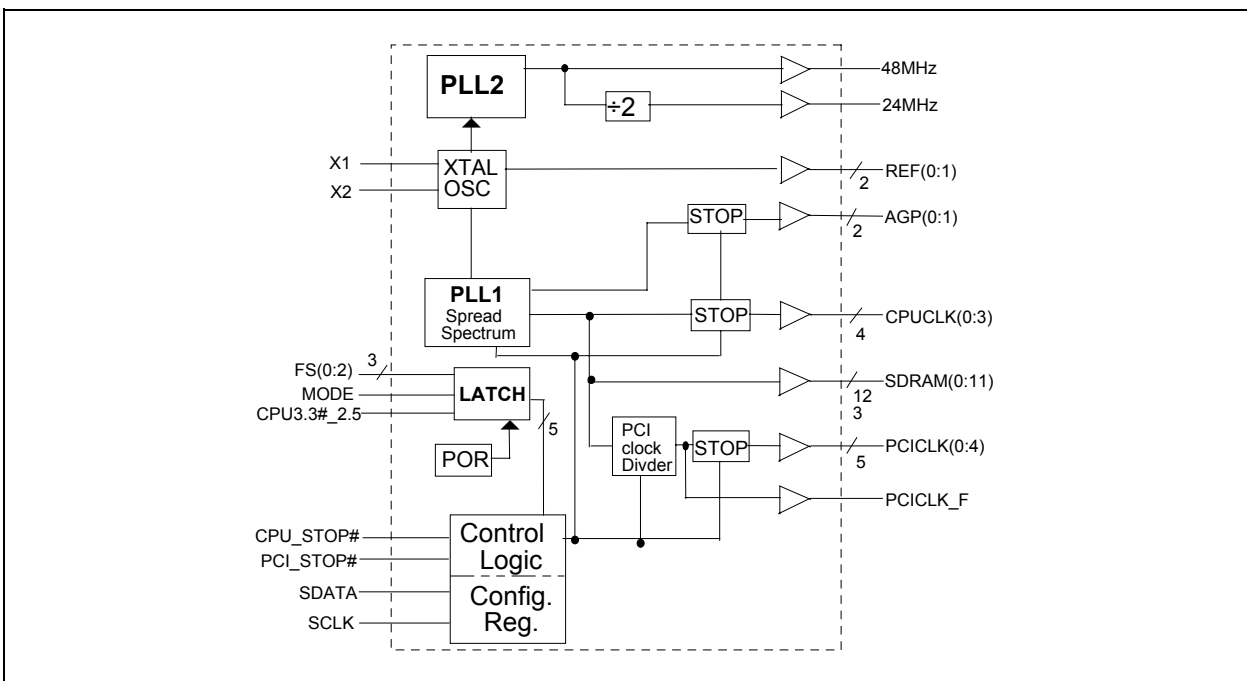 PLL2
48MHz
÷2
24MHz
X1
X2
XTAL
OSC
2
REF(0:1)
STOP
2
AGP(0:1)
PLL1
Spread
Spectrum
STOP
4
CPUCLK(0:3)
FS(0:2)
3
MODE
CPU3.3#_2.5
LATCH
5
POR
SDRAM(0:11)
12
3
PCI
clock
Divder
STOP
5
PCICLK(0:4)
PCICLK_F
CPU_STOP#
PCI_STOP#
SDATA
SCLK
Control
Logic
Config.
Reg.